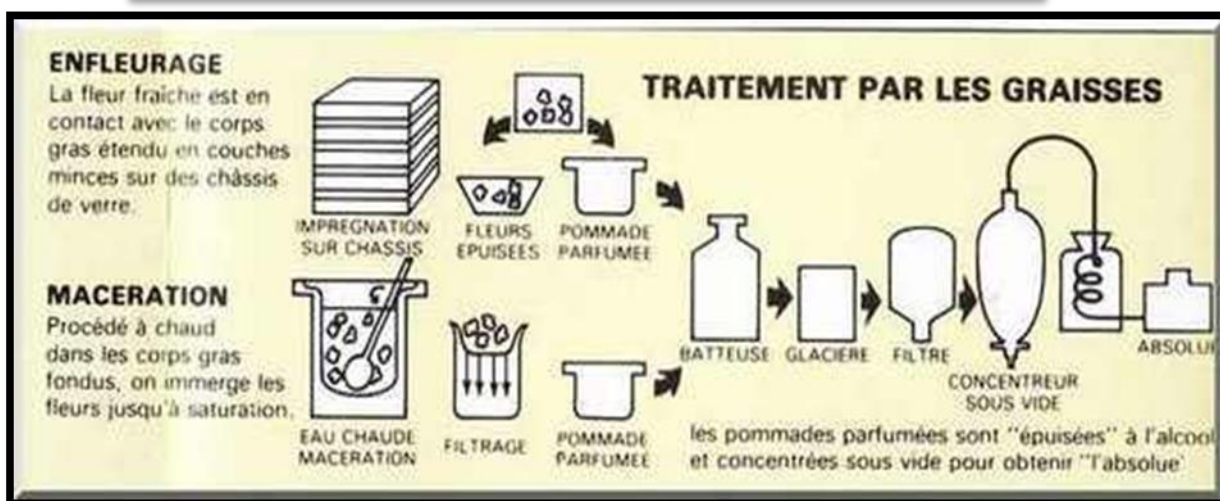 ENFLEURAGE
La fleur fraîche est en
contact avec le corps
gras étendu en couches
minces sur des châssis
de verre.
TRAITEMENT PAR LES GRAISSES
IMPREGNATION
SUR CHASSIS
FLEURS
EPUISEES
POMMADE
PARFUMEE
MACERATION
Procédé à chaud
dans les corps gras
fondus, on immerge les
fleurs jusqu'à saturation.
EAU CHAUDE
MACERATION
FILTRAGE
POMMADE
PARFUMEE
BATTEUSE
GLACIERE
FILTRE
CONCENTREUR
SOUS VIDE
ABSOLUE
les pommades parfumées sont "épuisées" à l'alcool
et concentrées sous vide pour obtenir "l'absolue"